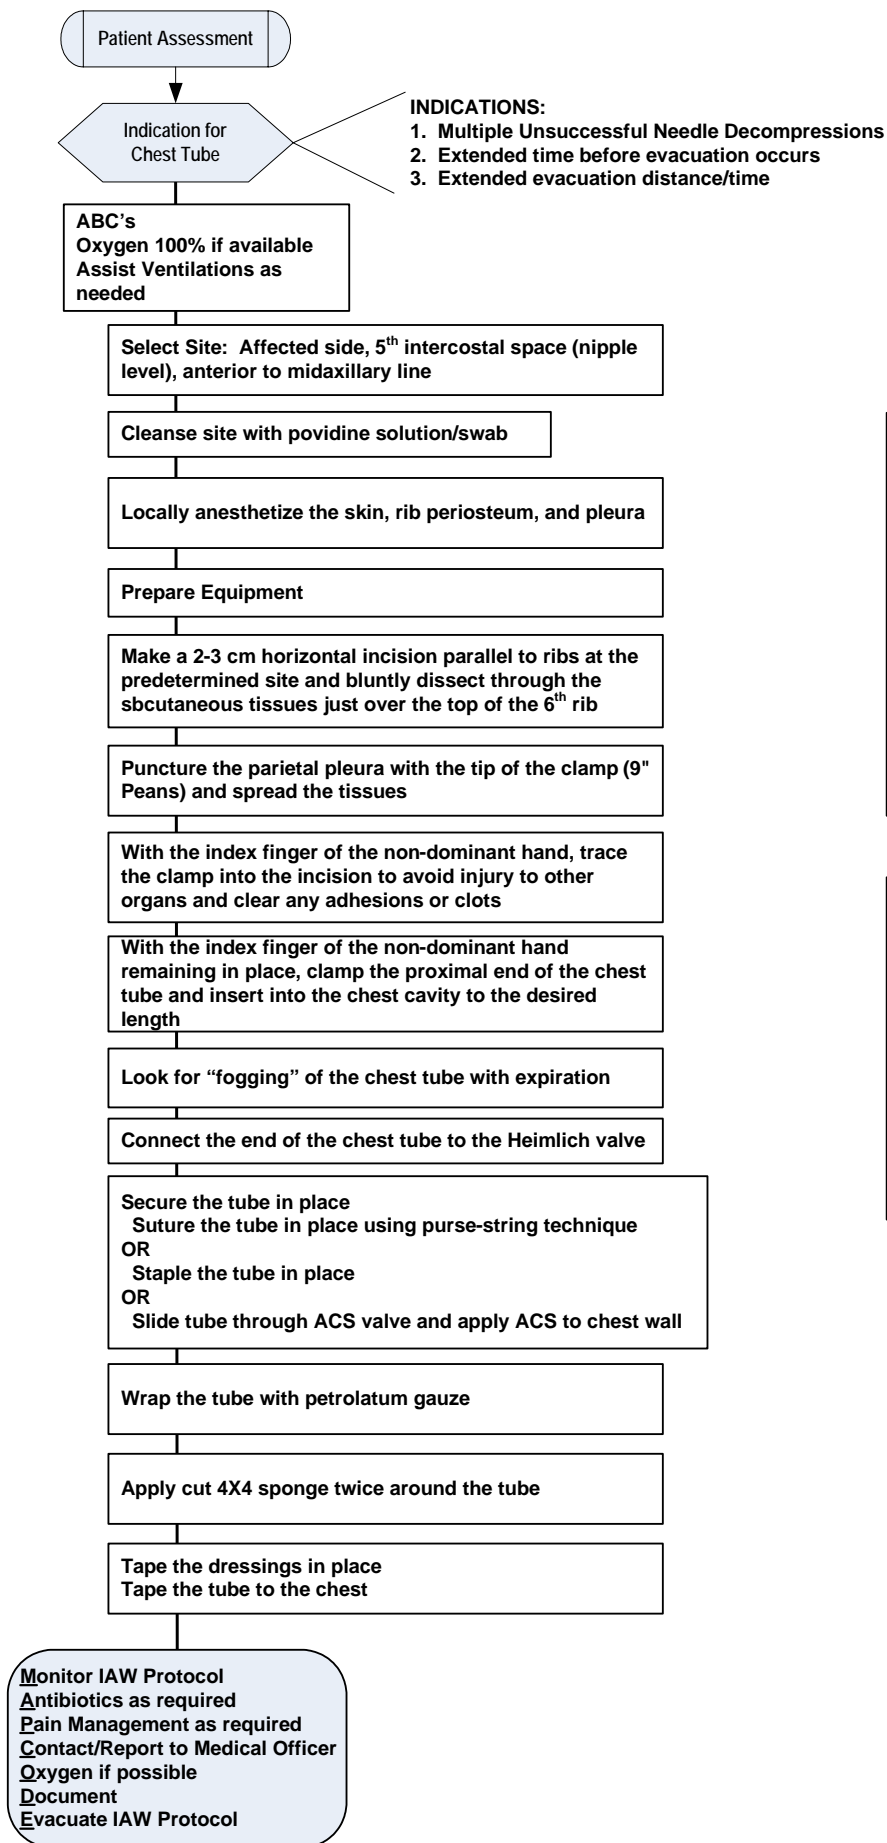 Patient Assessment
Indication for
Chest Tube
INDICATIONS:
1. Multiple Unsuccessful Needle Decompressions
2. Extended time before evacuation occurs
3. Extended evacuation distance/time
ABC's
Oxygen 100% if available
Assist Ventilations as
needed
Select Site: Affected side, 5th intercostal space (nipple
level), anterior to midaxillary line
Cleanse site with povidine solution/swab
Locally anesthetize the skin, rib periosteum, and pleura
Prepare Equipment
Make a 2-3 cm horizontal incision parallel to ribs at the
predetermined site and bluntly dissect through the
sbcutaneous tissues just over the top of the 6th rib
Puncture the parietal pleura with the tip of the clamp (9"
Peans) and spread the tissues
With the index finger of the non-dominant hand, trace
the clamp into the incision to avoid injury to other
organs and clear any adhesions or clots
With the index finger of the non-dominant hand
remaining in place, clamp the proximal end of the chest
tube and insert into the chest cavity to the desired
length
Look for “fogging” of the chest tube with expiration
Connect the end of the chest tube to the Heimlich valve
Secure the tube in place
Suture the tube in place using purse-string technique
OR
Staple the tube in place
OR
Slide tube through ACS valve and apply ACS to chest wall
Wrap the tube with petrolatum gauze
Apply cut 4X4 sponge twice around the tube
Tape the dressings in place
Tape the tube to the chest
Monitor IAW Protocol
Antibiotics as required
Pain Management as required
Contact/Report to Medical Officer
Oxygen if possible
Document
Evacuate IAW Protocol